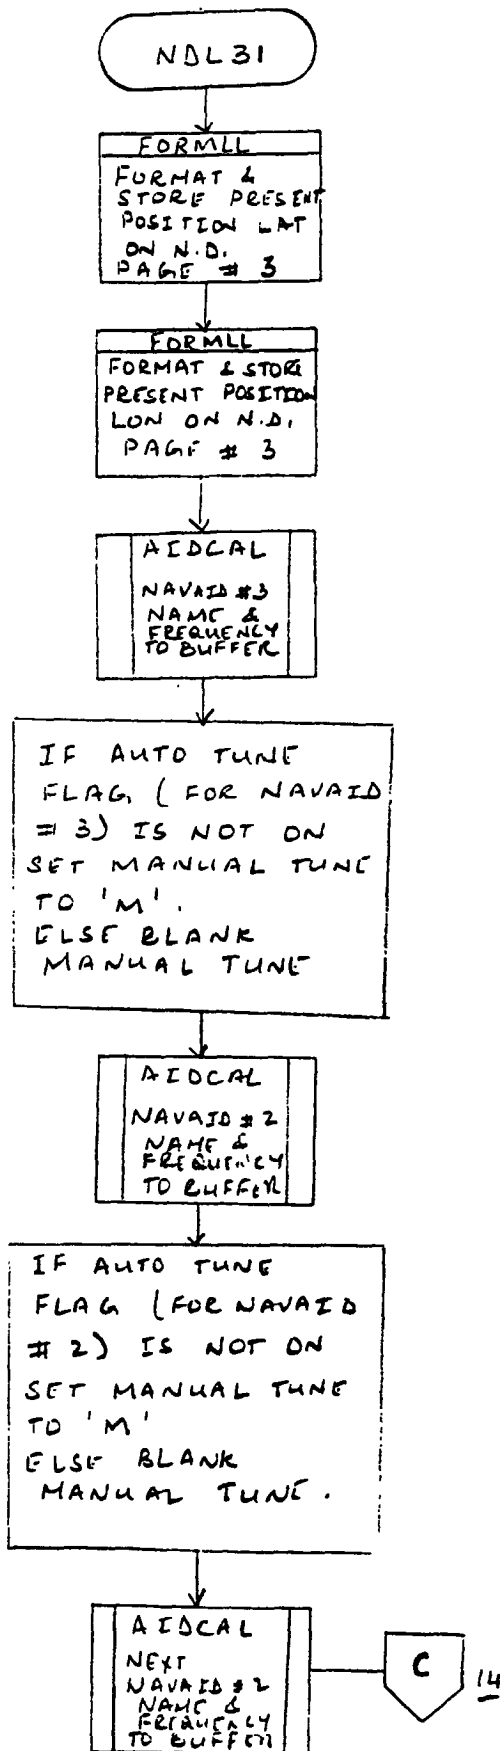 NDL31
FORMLL
FORMAT &
STORE PRESENT
POSITION LAT
ON N.D.
PAGE # 3
FORMLL
FORMAT & STORE
PRESENT POSITION
LON ON N.D.
PAGE # 3
AIDCAL
NAVAID #3
NAME &
FREQUENCY
TO BUFFER
IF AUTO TUNE
FLAG, (FOR NAVAID
# 3) IS NOT ON
SET MANUAL TUNE
TO 'M'.
ELSE BLANK
MANUAL TUNE
AIDCAL
NAVAID #2
NAME &
FREQUENCY
TO BUFFER
IF AUTO TUNE
FLAG (FOR NAVAID
# 2) IS NOT ON
SET MANUAL TUNE
TO 'M'
ELSE BLANK
MANUAL TUNE.
AIDCAL
NEXT
NAVAID #2
NAME &
FREQUENCY
TO BUFFER
C
14